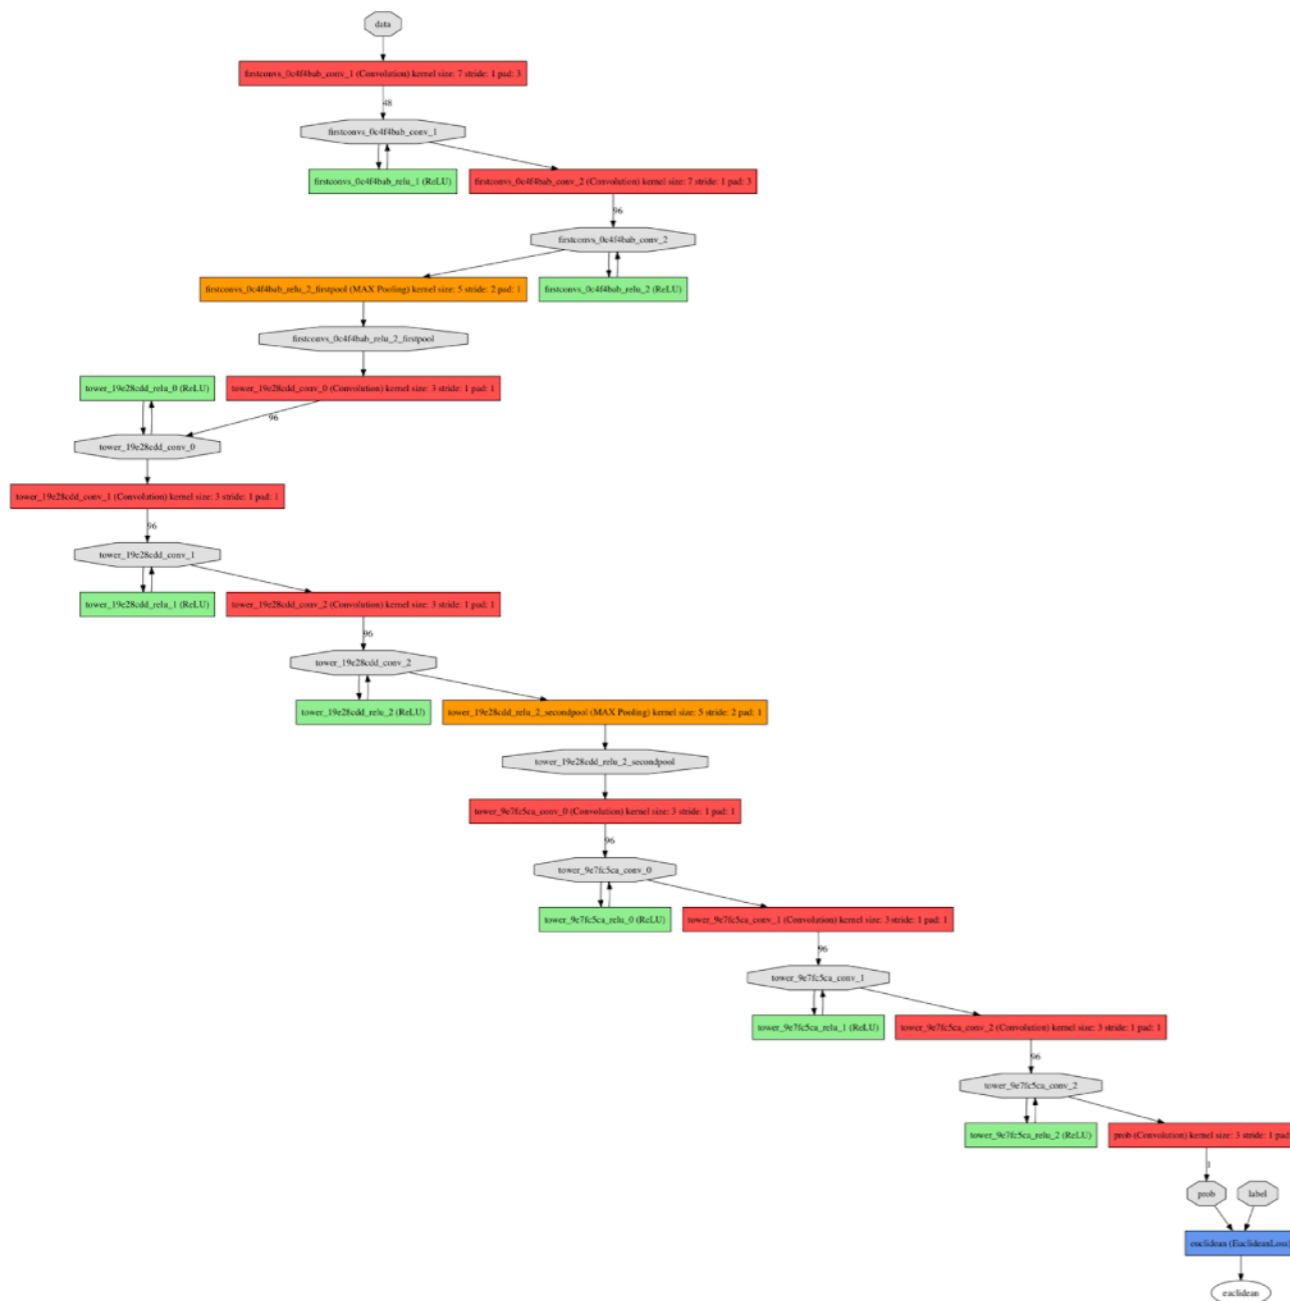 data
firstconvs_0c4f4bab_conv_1 (Convolution) kernel size: 7 stride: 1 pad: 3
48
firstconvs_0c4f4bab_conv_1
firstconvs_0c4f4bab_relu_1 (ReLU)
firstconvs_0c4f4bab_conv_2 (Convolution) kernel size: 7 stride: 1 pad: 3
96
firstconvs_0c4f4bab_conv_2
firstconvs_0c4f4bab_relu_2_firstpool (MAX Pooling) kernel size: 5 stride: 2 pad: 1
firstconvs_0c4f4bab_relu_2 (ReLU)
firstconvs_0c4f4bab_relu_2_firstpool
tower_19e28cdd_relu_0 (ReLU)
tower_19e28cdd_conv_0 (Convolution) kernel size: 3 stride: 1 pad: 1
96
tower_19e28cdd_conv_0
tower_19e28cdd_conv_1 (Convolution) kernel size: 3 stride: 1 pad: 1
96
tower_19e28cdd_conv_1
tower_19e28cdd_relu_1 (ReLU)
tower_19e28cdd_conv_2 (Convolution) kernel size: 3 stride: 1 pad: 1
96
tower_19e28cdd_conv_2
tower_19e28cdd_relu_2 (ReLU)
tower_19e28cdd_relu_2_secondpool (MAX Pooling) kernel size: 5 stride: 2 pad: 1
tower_19e28cdd_relu_2_secondpool
tower_9e7fc5ca_conv_0 (Convolution) kernel size: 3 stride: 1 pad: 1
96
tower_9e7fc5ca_conv_0
tower_9e7fc5ca_relu_0 (ReLU)
tower_9e7fc5ca_conv_1 (Convolution) kernel size: 3 stride: 1 pad: 1
96
tower_9e7fc5ca_conv_1
tower_9e7fc5ca_relu_1 (ReLU)
tower_9e7fc5ca_conv_2 (Convolution) kernel size: 3 stride: 1 pad: 1
96
tower_9e7fc5ca_conv_2
tower_9e7fc5ca_relu_2 (ReLU)
prob (Convolution) kernel size: 3 stride: 1 pad
1
prob
label
euclidean (EuclideanLoss)
euclidean